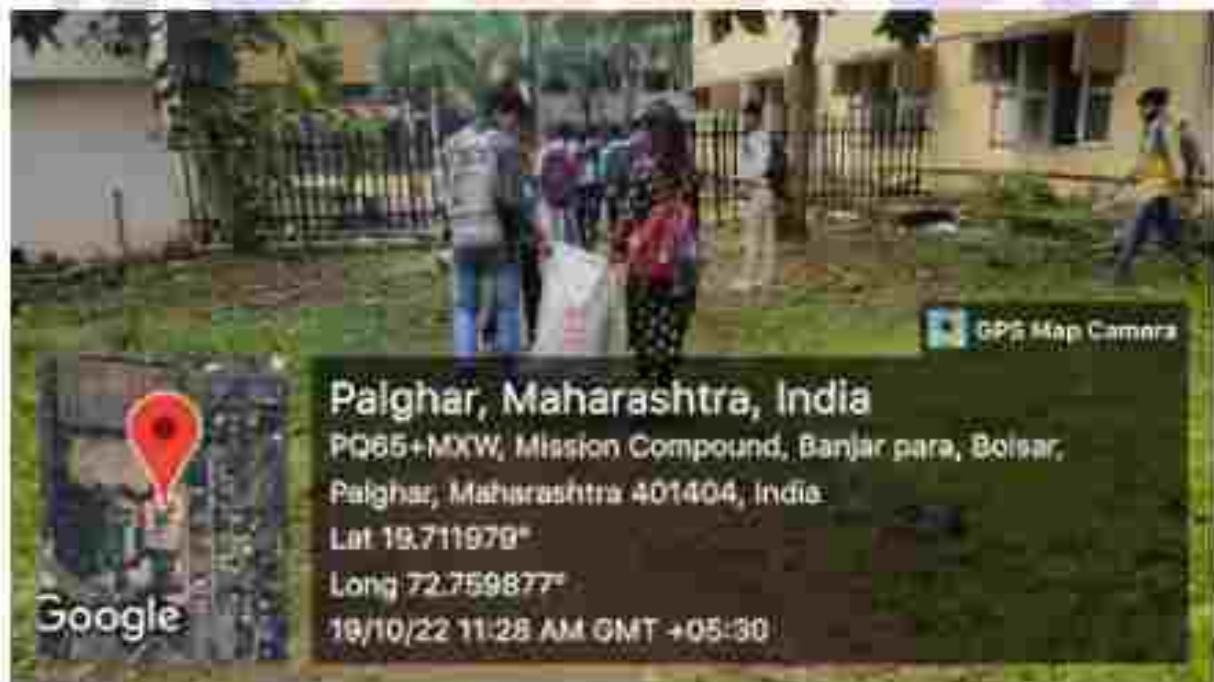 GPS Map Camera
Palghar, Maharashtra, India
PQ65+MXW, Mission Compound, Banjar para, Boisar,
Palghar, Maharashtra 401404, India
Lat 19.711979°
Long 72.759877°
19/10/22 11:28 AM GMT +05:30
Google